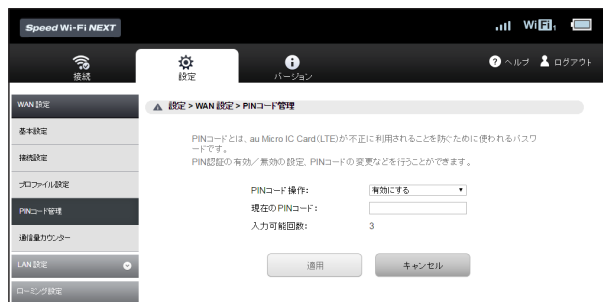 Speed Wi-Fi NEXT
WiFi 1
接続
設定
バージョン
ヘルプ
ログアウト
WAN 設定
設定 > WAN 設定 > PINコード管理
基本設定
接続設定
プロファイル設定
PINコード管理
通信量カウンター
LAN 設定
ローミング設定
PINコードとは、au Micro IC Card(LTE)が不正に利用されることを防ぐために使われるパスワ
ードです。
PIN認証の有効／無効の設定、PINコードの変更などを行うことができます。
PINコード操作: 有効にする
現在のPINコード:
入力可能回数: 3
適用
キャンセル